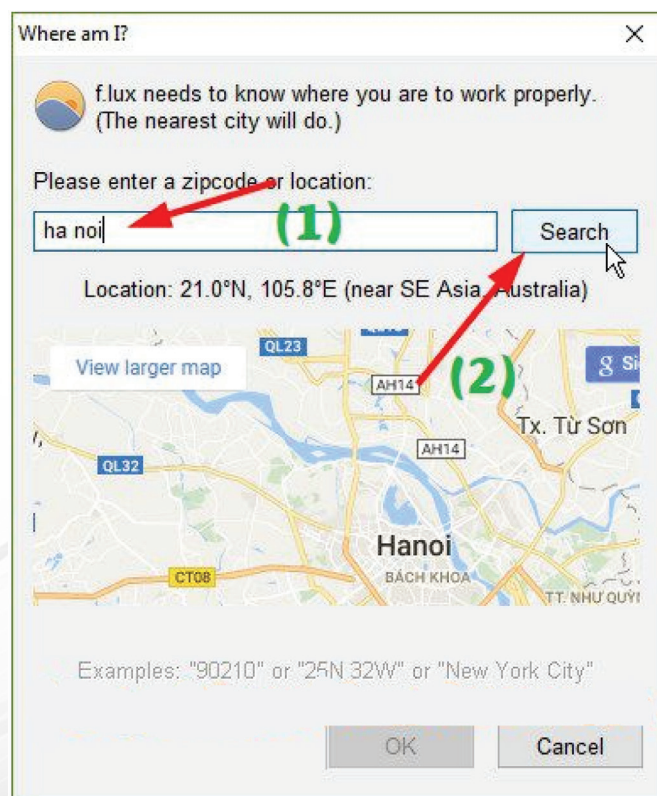 Where am I?
f.lux needs to know where you are to work properly.
(The nearest city will do.)
Please enter a zipcode or location:
ha noi
(1)
Search
Location: 21.0°N, 105.8°E (near SE Asia, Australia)
View larger map
QL23
AH14
(2)
Tx. Từ Sơn
QL32
AH14
Hanoi
BÁCH KHOA
CT08
Examples: "90210" or "25N 32W" or "New York City"
OK
Cancel